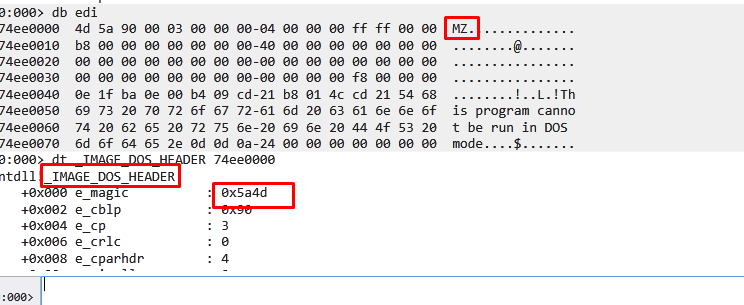 0:000> db edi
74ee0000  4d 5a 90 00 03 00 00 00-04 00 00 00 ff ff 00 00  MZ..............
74ee0010  b8 00 00 00 00 00 00 00-40 00 00 00 00 00 00 00  ........@.......
74ee0020  00 00 00 00 00 00 00 00-00 00 00 00 00 00 00 00  ................
74ee0030  00 00 00 00 00 00 00 00-00 00 00 00 f8 00 00 00  ................
74ee0040  0e 1f ba 0e 00 b4 09 cd-21 b8 01 4c cd 21 54 68  ........!..L.!Th
74ee0050  69 73 20 70 72 6f 67 72-61 6d 20 63 61 6e 6e 6f  is program canno
74ee0060  74 20 62 65 20 72 75 6e-20 69 6e 20 44 4f 53 20  t be run in DOS
74ee0070  6d 6f 64 65 2e 0d 0d 0a-24 00 00 00 00 00 00 00  mode....$.......
0:000> dt _IMAGE_DOS_HEADER 74ee0000
ntdll!_IMAGE_DOS_HEADER
+0x000 e_magic : 0x5a4d
+0x002 e_cblp : 0x90
+0x004 e_cp : 3
+0x006 e_crlc : 0
+0x008 e_cparhdr : 4
:000>